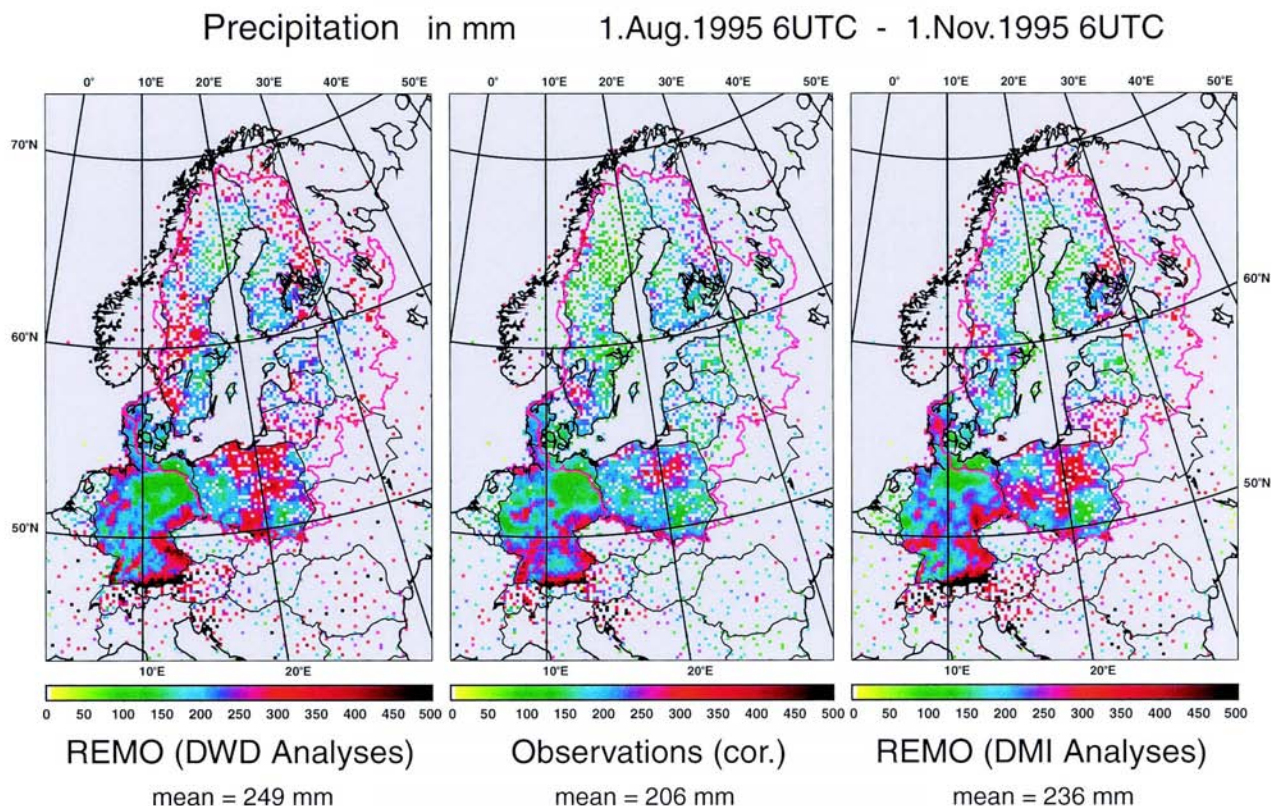 Precipitation in mm 1.Aug.1995 6UTC - 1.Nov.1995 6UTC
0° 10°E 20°E 30°E 40°E 50°E 0° 10°E 20°E 30°E 40°E 50°E 0° 10°E 20°E 30°E 40°E 50°E
70°N
60°N
60°N
50°N
50°N
10°E 20°E 10°E 20°E 10°E 20°E
0 50 100 150 200 250 300 350 400 450 500 0 50 100 150 200 250 300 350 400 450 500 0 50 100 150 200 250 300 350 400 450 500
REMO (DWD Analyses) Observations (cor.) REMO (DMI Analyses)
mean = 249 mm mean = 206 mm mean = 236 mm